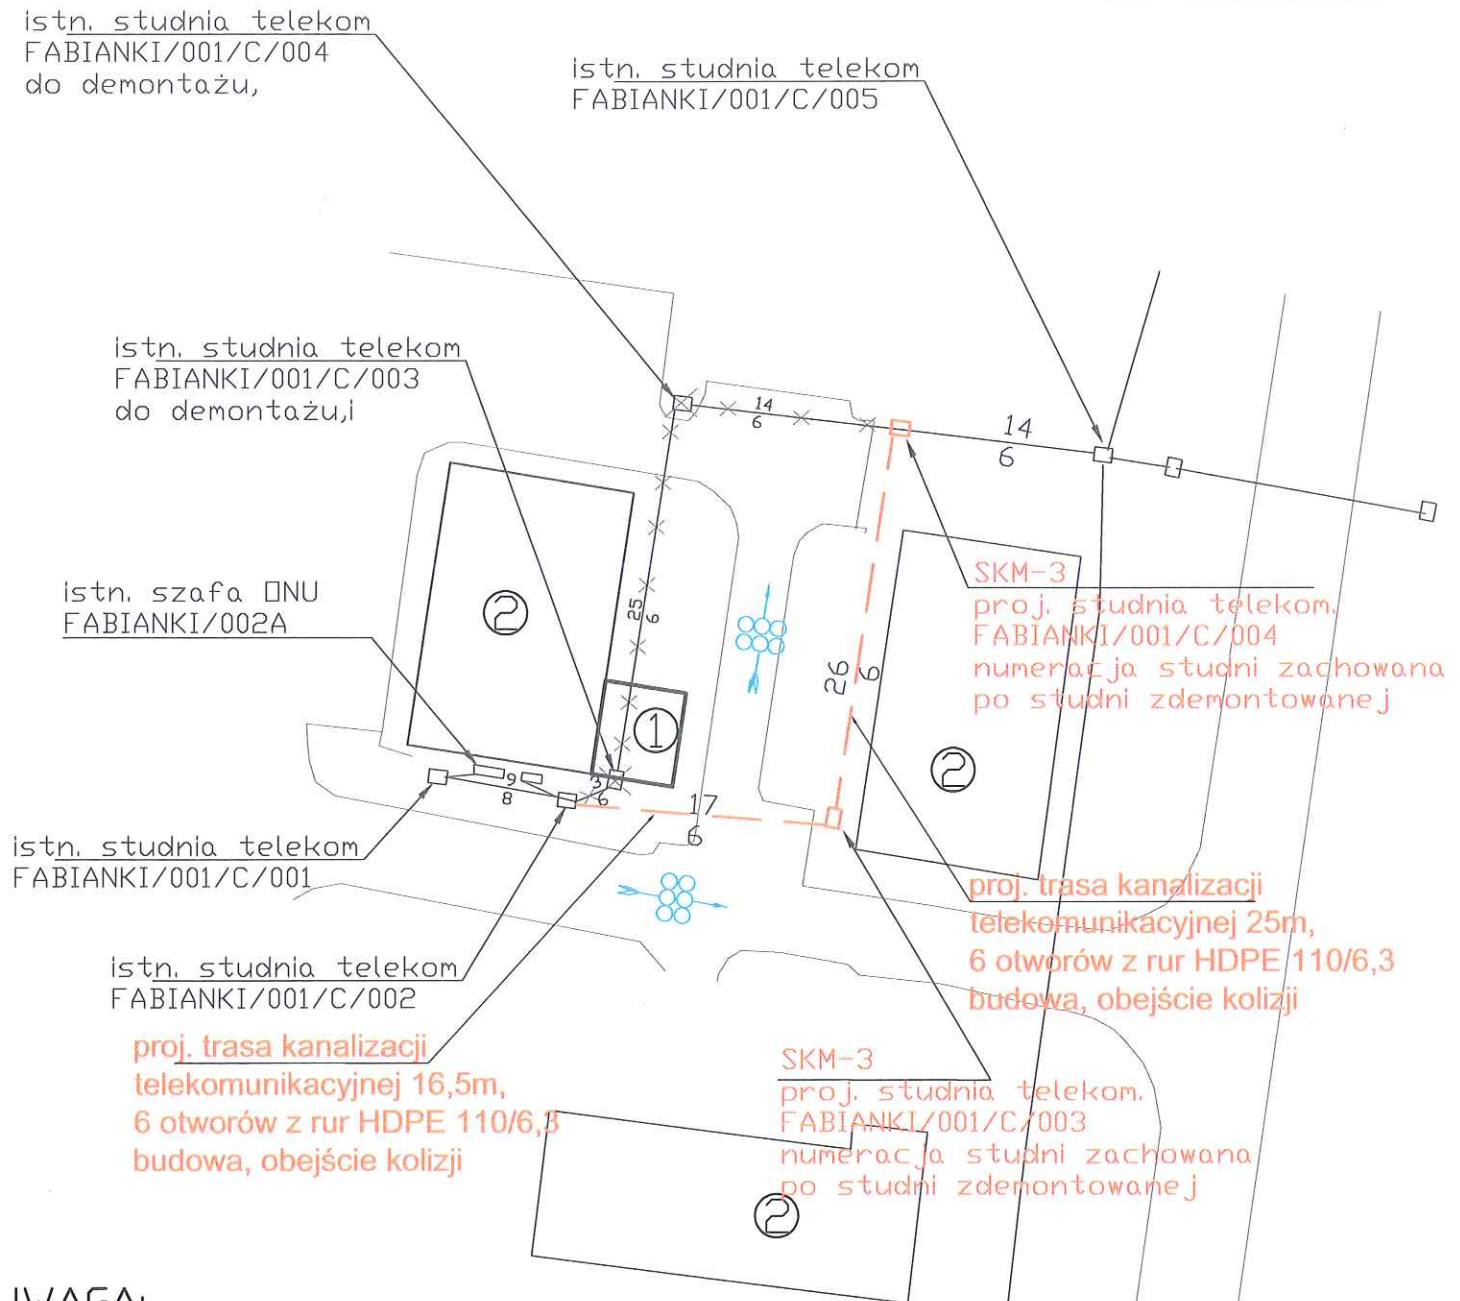 istn. studnia telekom
FABIANKI/001/C/004
do demontażu,
istn. studnia telekom
FABIANKI/001/C/005
istn. studnia telekom
FABIANKI/001/C/003
do demontażu,i
14
6
14
6
istn. szafa ONU
FABIANKI/002A
2
25
6
1
SKM-3
proj. studnia telekom.
FABIANKI/001/C/004
numeracja studni zachowana
po studni zdemontowanej
26
6
2
9
8
3
6
17
6
istn. studnia telekom
FABIANKI/001/C/001
proj. trasa kanalizacji
telekomunikacyjnej 25m,
6 otworów z rur HDPE 110/6,3
budowa, obejście kolizji
istn. studnia telekom
FABIANKI/001/C/002
proj. trasa kanalizacji
telekomunikacyjnej 16,5m,
6 otworów z rur HDPE 110/6,3
budowa, obejście kolizji
SKM-3
proj. studnia telekom.
FABIANKI/001/C/003
numeracja studni zachowana
po studni zdemontowanej
2